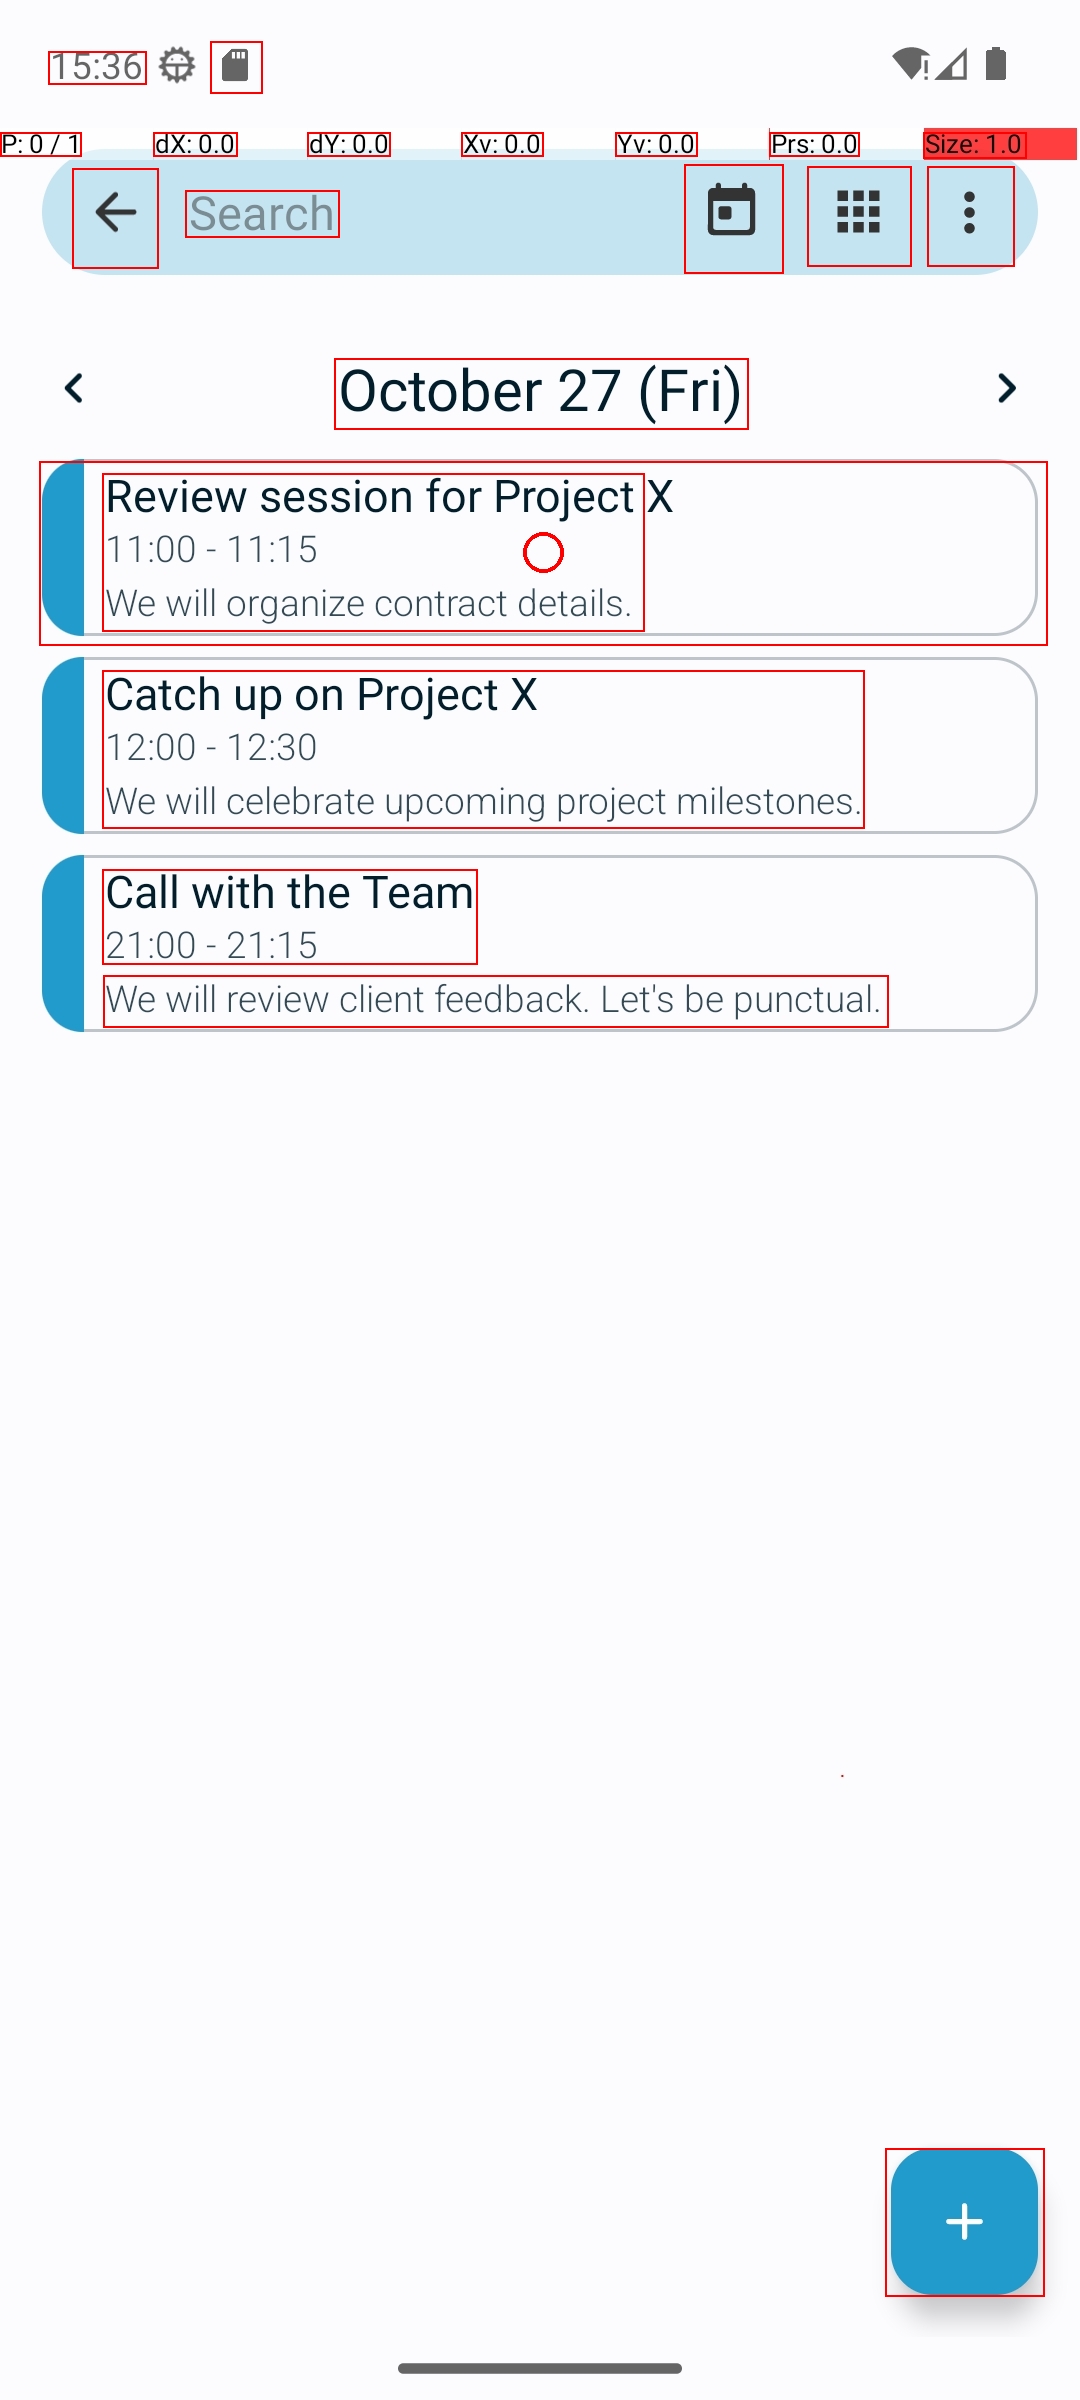 15:36
P: 0 / 1 dX: 0.0 dY: 0.0 Xv: 0.0 Yv: 0.0 Prs: 0.0 Size: 1.0
Search
October 27 (Fri)
Review session for Project X
11:00 - 11:15
We will organize contract details.
Catch up on Project X
12:00 - 12:30
We will celebrate upcoming project milestones.
Call with the Team
21:00 - 21:15
We will review client feedback. Let's be punctual.